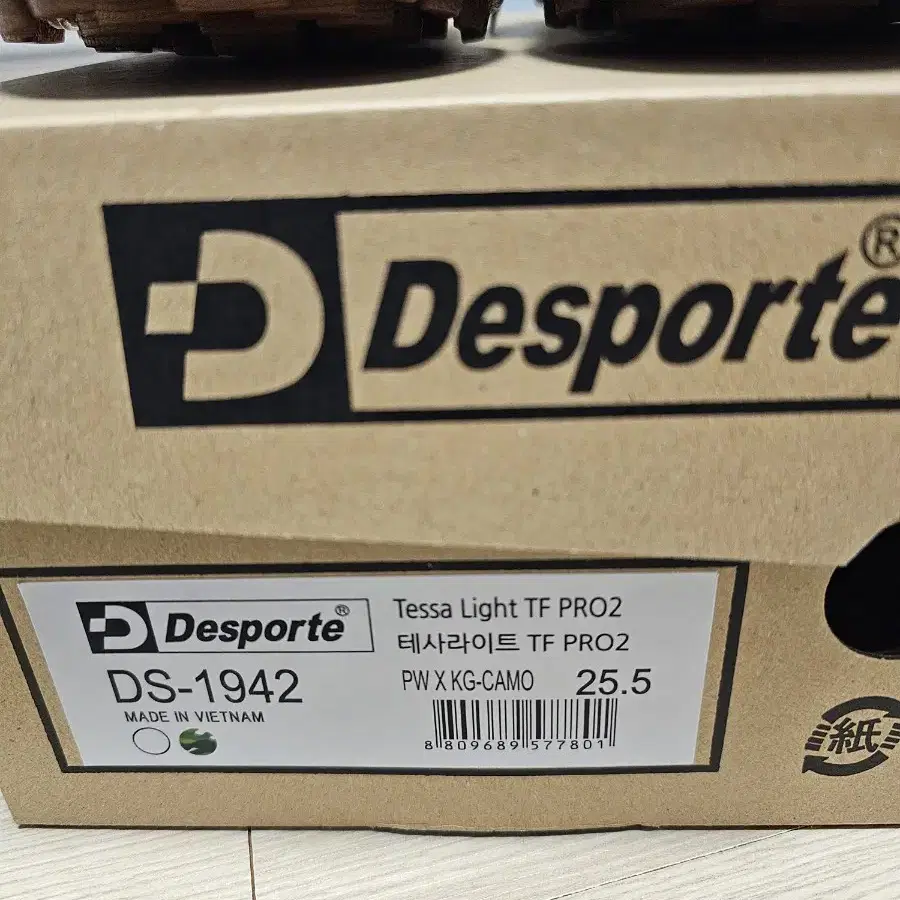 Desporte®
Desporte®
DS-1942
MADE IN VIETNAM
Tessa Light TF PRO2
테사라이트 TF PRO2
PW X KG-CAMO 25.5
8 809689 577801
紙